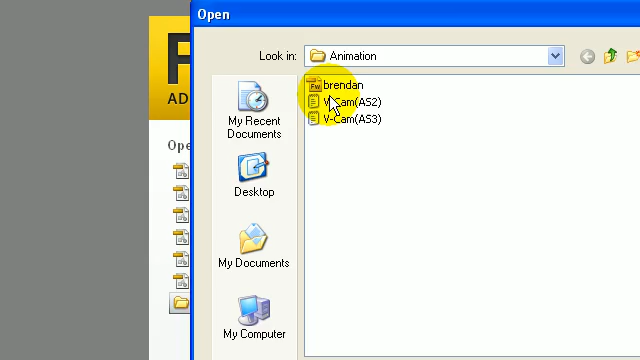 Open
Look in:
Animation
F
AD
Ope
Fw
brendan
V-Cam(AS2)
V-Cam(AS3)
My Recent
Documents
Desktop
My Documents
My Computer